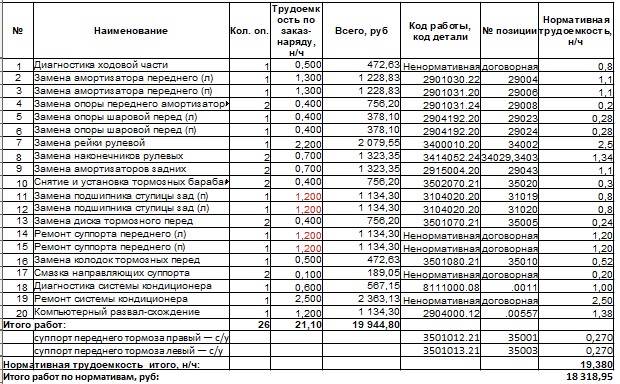 № Наименование Кол. оп. Трудоемкость по заказ-наряду, н/ч Всего, руб Код работы, код детали № позиции Нормативная трудоемкость, н/ч
1 Диагностика ходовой части 1 0,500 472,63 Ненормативная договорная 0,8
2 Замена амортизатора переднего (л) 1 1,300 1 228,83 2901030.22 29004 1,1
3 Замена амортизатора переднего (п) 1 1,300 1 228,83 2901031.20 29006 1,1
4 Замена опоры переднего амортизатор 2 0,400 756,20 2901031.24 29008 0,2
5 Замена опоры шаровой перед (л) 1 0,400 378,10 2904192.20 29023 0,28
6 Замена опоры шаровой перед (п) 1 0,400 378,10 2904192.20 29024 0,28
7 Замена рейки рулевой 1 2,200 2 079,55 3400010.20 34002 2,5
8 Замена наконечников рулевых 2 0,700 1 323,35 3414052.24 34029,3403 1,34
9 Замена амортизаторов задних 2 0,700 1 323,35 2915004.20 29043 1,1
10 Снятие и установка тормозных бараба 2 0,400 756,20 3502070.21 35020 0,3
11 Замена подшипника ступицы зад (п) 1 1,200 1 134,30 3104020.20 31019 0,8
12 Замена подшипника ступицы зад (л) 1 1,200 1 134,30 3104020.20 31020 0,8
13 Замена диска тормозного перед 2 0,400 756,20 3501070.21 35005 0,24
14 Ремонт суппорта переднего (л) 1 1,200 1 134,30 Ненормативная договорная 1,20
15 Ремонт суппорта переднего (п) 1 1,200 1 134,30 Ненормативная договорная 1,20
16 Замена колодок тормозных перед 1 0,500 472,63 3501080.21 35010 0,52
17 Смазка направляющих суппорта 2 0,100 189,05 Ненормативная договорная 0,20
18 Диагностика системы кондиционера 1 0,600 567,15 8111000.08 .0011 1,00
19 Ремонт системы кондиционера 1 2,500 2 363,13 Ненормативная договорная 2,50
20 Компьютерый развал-схождение 1 1,200 1 134,30 2904000.12 .00557 1,38
Итого работ: 26 21,10 19 944,80
суппорт переднего тормоза правый — с/у 3501012.21 35001 0,270
суппорт переднего тормоза левый — с/у 3501013.21 35003 0,270
Нормативная трудоемкость итого, н/ч: 19,380
Итого работ по нормативам, руб: 18 318,95